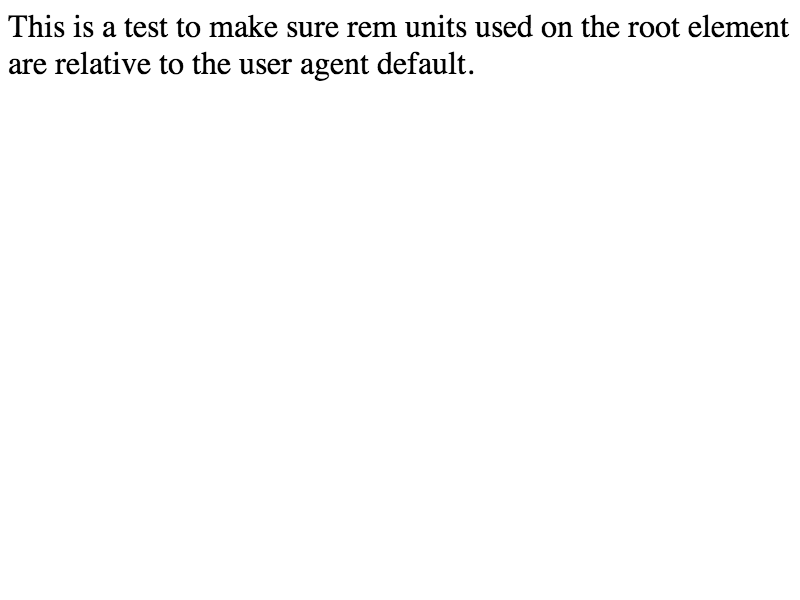 This is a test to make sure rem units used on the root element
are relative to the user agent default.